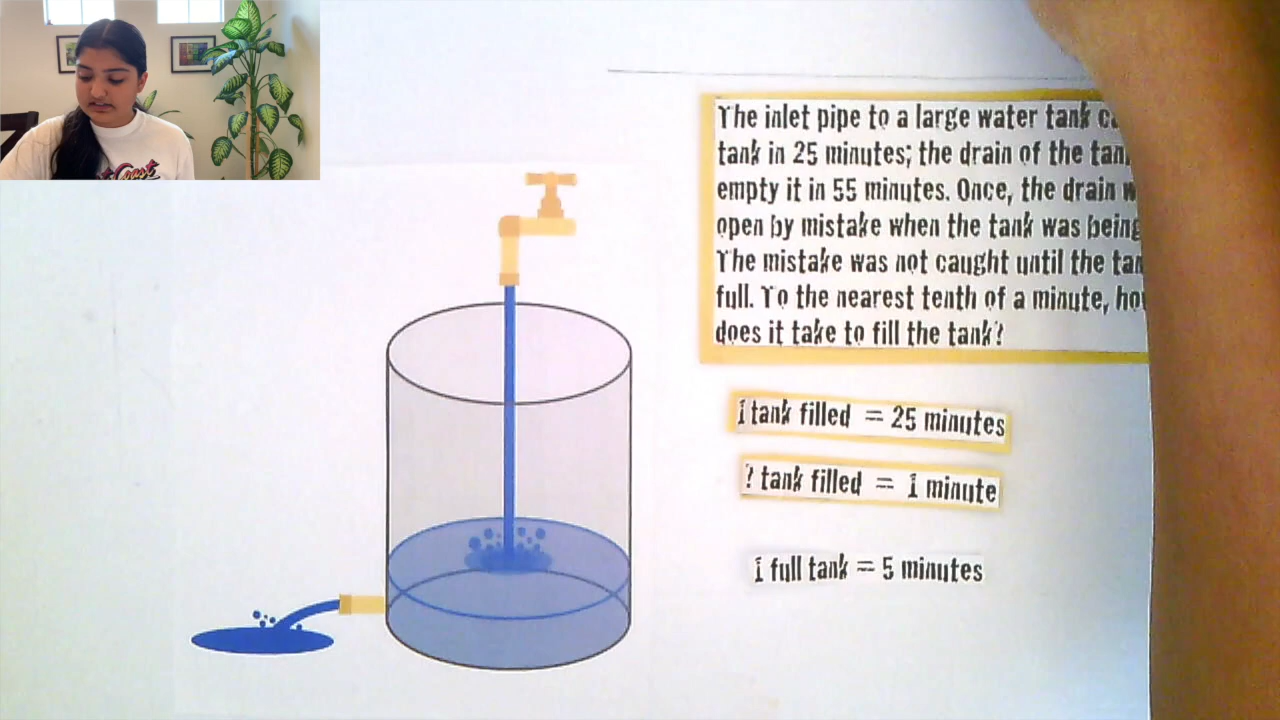 The inlet pipe to a large water tank
tank in 25 minutes; the drain of the
empty it in 55 minutes. Once, the drain
open by mistake when the tank was being
The mistake was not caught until the
full. To the nearest tenth of a minute,
does it take to fill the tank?
1 tank filled = 25 minutes
? tank filled = 1 minute
1 full tank = 5 minutes
Coast